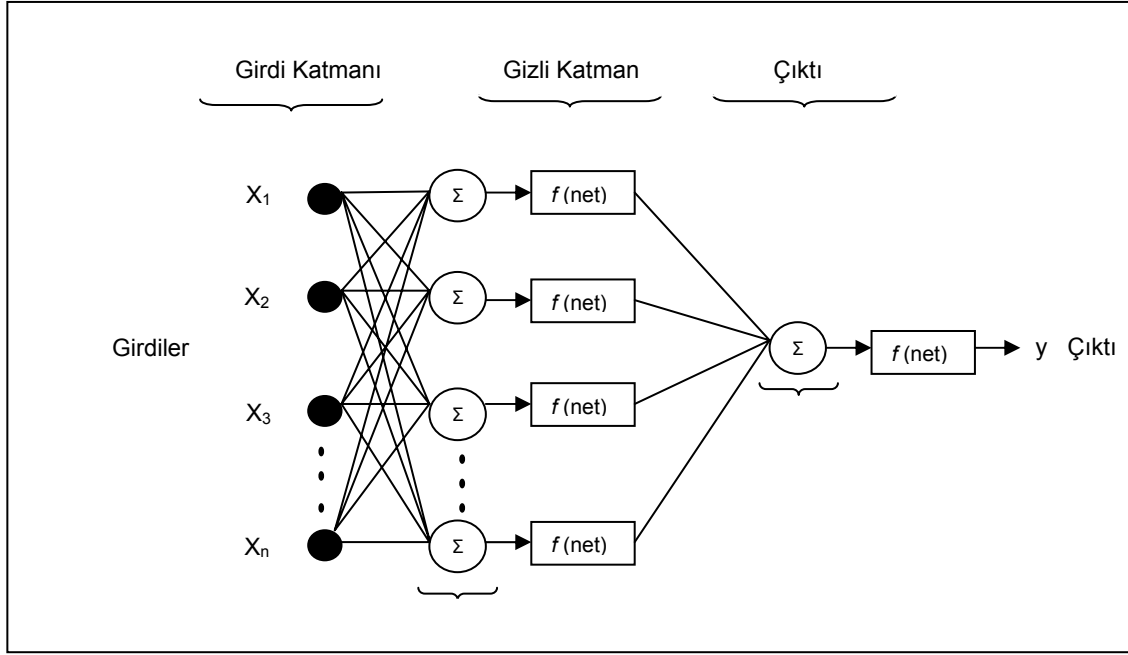 Girdi Katmanı Gizli Katman Çıktı
X1 Σ f (net)
X2 Σ f (net)
Girdiler Σ f (net) y Çıktı
X3 Σ f (net)
Xn Σ f (net)